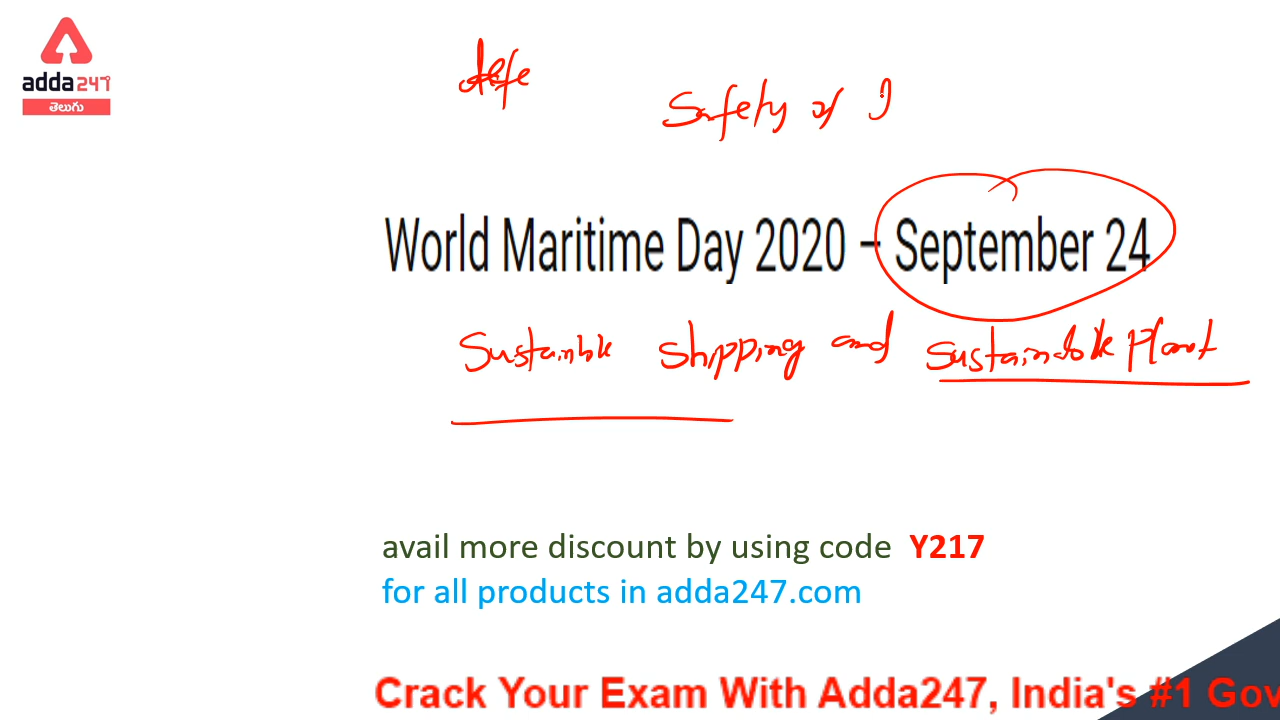 adda247
తెలుగు
Safety of
World Maritime Day 2020 – September 24
Sustainble shipping and sustainable Planet
avail more discount by using code Y217
for all products in adda247.com
Crack Your Exam With Adda247, India's #1 Gov